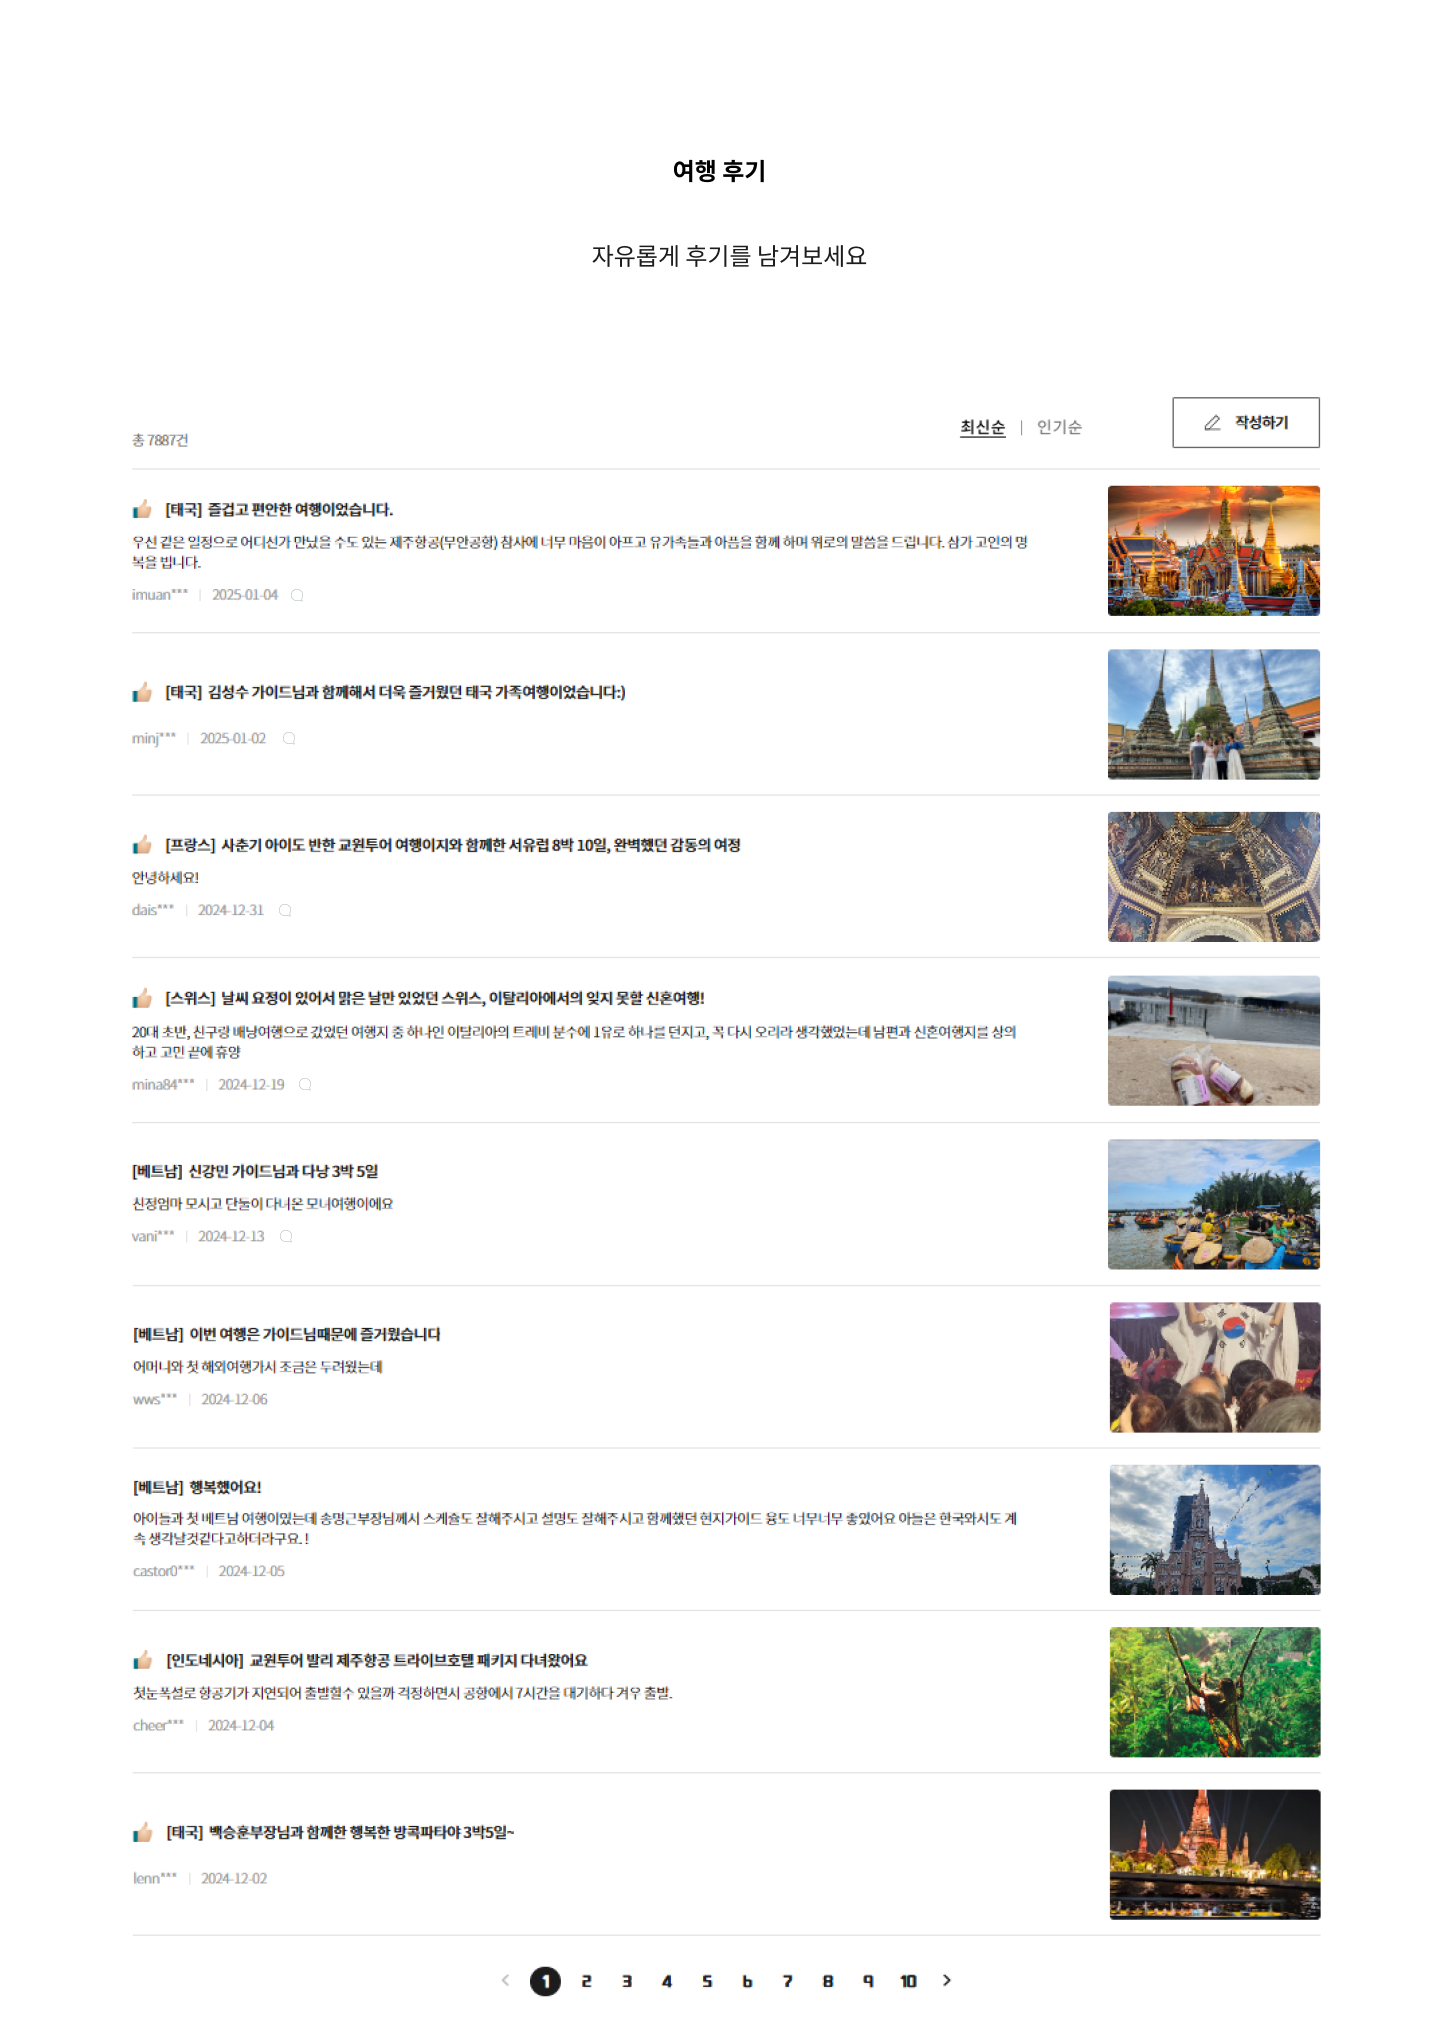 여행 후기
자유롭게 후기를 남겨보세요
총 7887건
최신순 | 인기순
작성하기
[태국] 즐겁고 편안한 여행이었습니다.
우선 같은 일정으로 어디선가 만났을 수도 있는 제주항공(무안공항) 참사에 너무 마음이 아프고 유가족들과 아픔을 함께 하며 위로의 말씀을 드립니다. 삼가 고인의 명
복을 빕니다.
imuan*** | 2025-01-04
[태국] 김성수 가이드님과 함께해서 더욱 즐거웠던 태국 가족여행이었습니다:)
minj*** | 2025-01-02
[프랑스] 사춘기 아이도 반한 교원투어 여행이지와 함께한 서유럽 8박 10일, 완벽했던 감동의 여정
안녕하세요!
dais*** | 2024-12-31
[스위스] 날씨 요정이 있어서 맑은 날만 있었던 스위스, 이탈리아에서의 잊지 못할 신혼여행!
20대 초반, 친구랑 배낭여행으로 갔었던 여행지 중 하나인 이탈리아의 트레비 분수에 1유로 하나를 던지고, 꼭 다시 오리라 생각했었는데 남편과 신혼여행지를 상의
하고 고민 끝에 휴양
mina84*** | 2024-12-19
[베트남] 신강민 가이드님과 다낭 3박 5일
친정엄마 모시고 단둘이 다녀온 모녀여행이에요
vani*** | 2024-12-13
[베트남] 이번 여행은 가이드님때문에 즐거웠습니다
어머니와 첫 해외여행가서 조금은 두려웠는데
wws*** | 2024-12-06
[베트남] 행복했어요!
아이들과 첫 베트남 여행이었는데 송명근부장님께서 스케쥴도 잘해주시고 설명도 잘해주시고 함께했던 현지가이드 융도 너무너무 좋았어요 아들은 한국와서도 계
속 생각날것같다고하더라구요. !
castor0*** | 2024-12-05
[인도네시아] 교원투어 발리 제주항공 트라이브호텔 패키지 다녀왔어요
첫눈폭설로 항공기가 지연되어 출발할수 있을까 걱정하면서 공항에서 7시간을 대기하다 겨우 출발.
cheer*** | 2024-12-04
[태국] 백승훈부장님과 함께한 행복한 방콕파타야 3박5일~
lenn*** | 2024-12-02
< 1 2 3 4 5 6 7 8 9 10 >